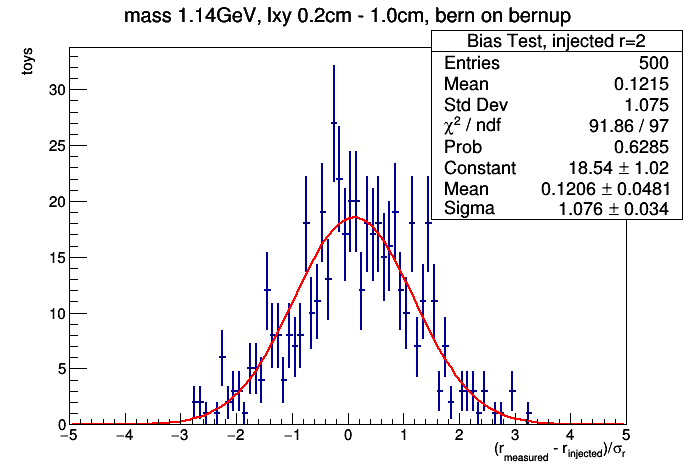 mass 1.14GeV, lxy 0.2cm - 1.0cm, bern on bernup
toys
Bias Test, injected r=2
Entries 500
Mean 0.1215
Std Dev 1.075
χ² / ndf 91.86 / 97
Prob 0.6285
Constant 18.54 ± 1.02
Mean 0.1206 ± 0.0481
Sigma 1.076 ± 0.034
30
25
20
15
10
5
0
−5 −4 −3 −2 −1 0 1 2 3 4 5
(r_measured - r_injected)/σ_r